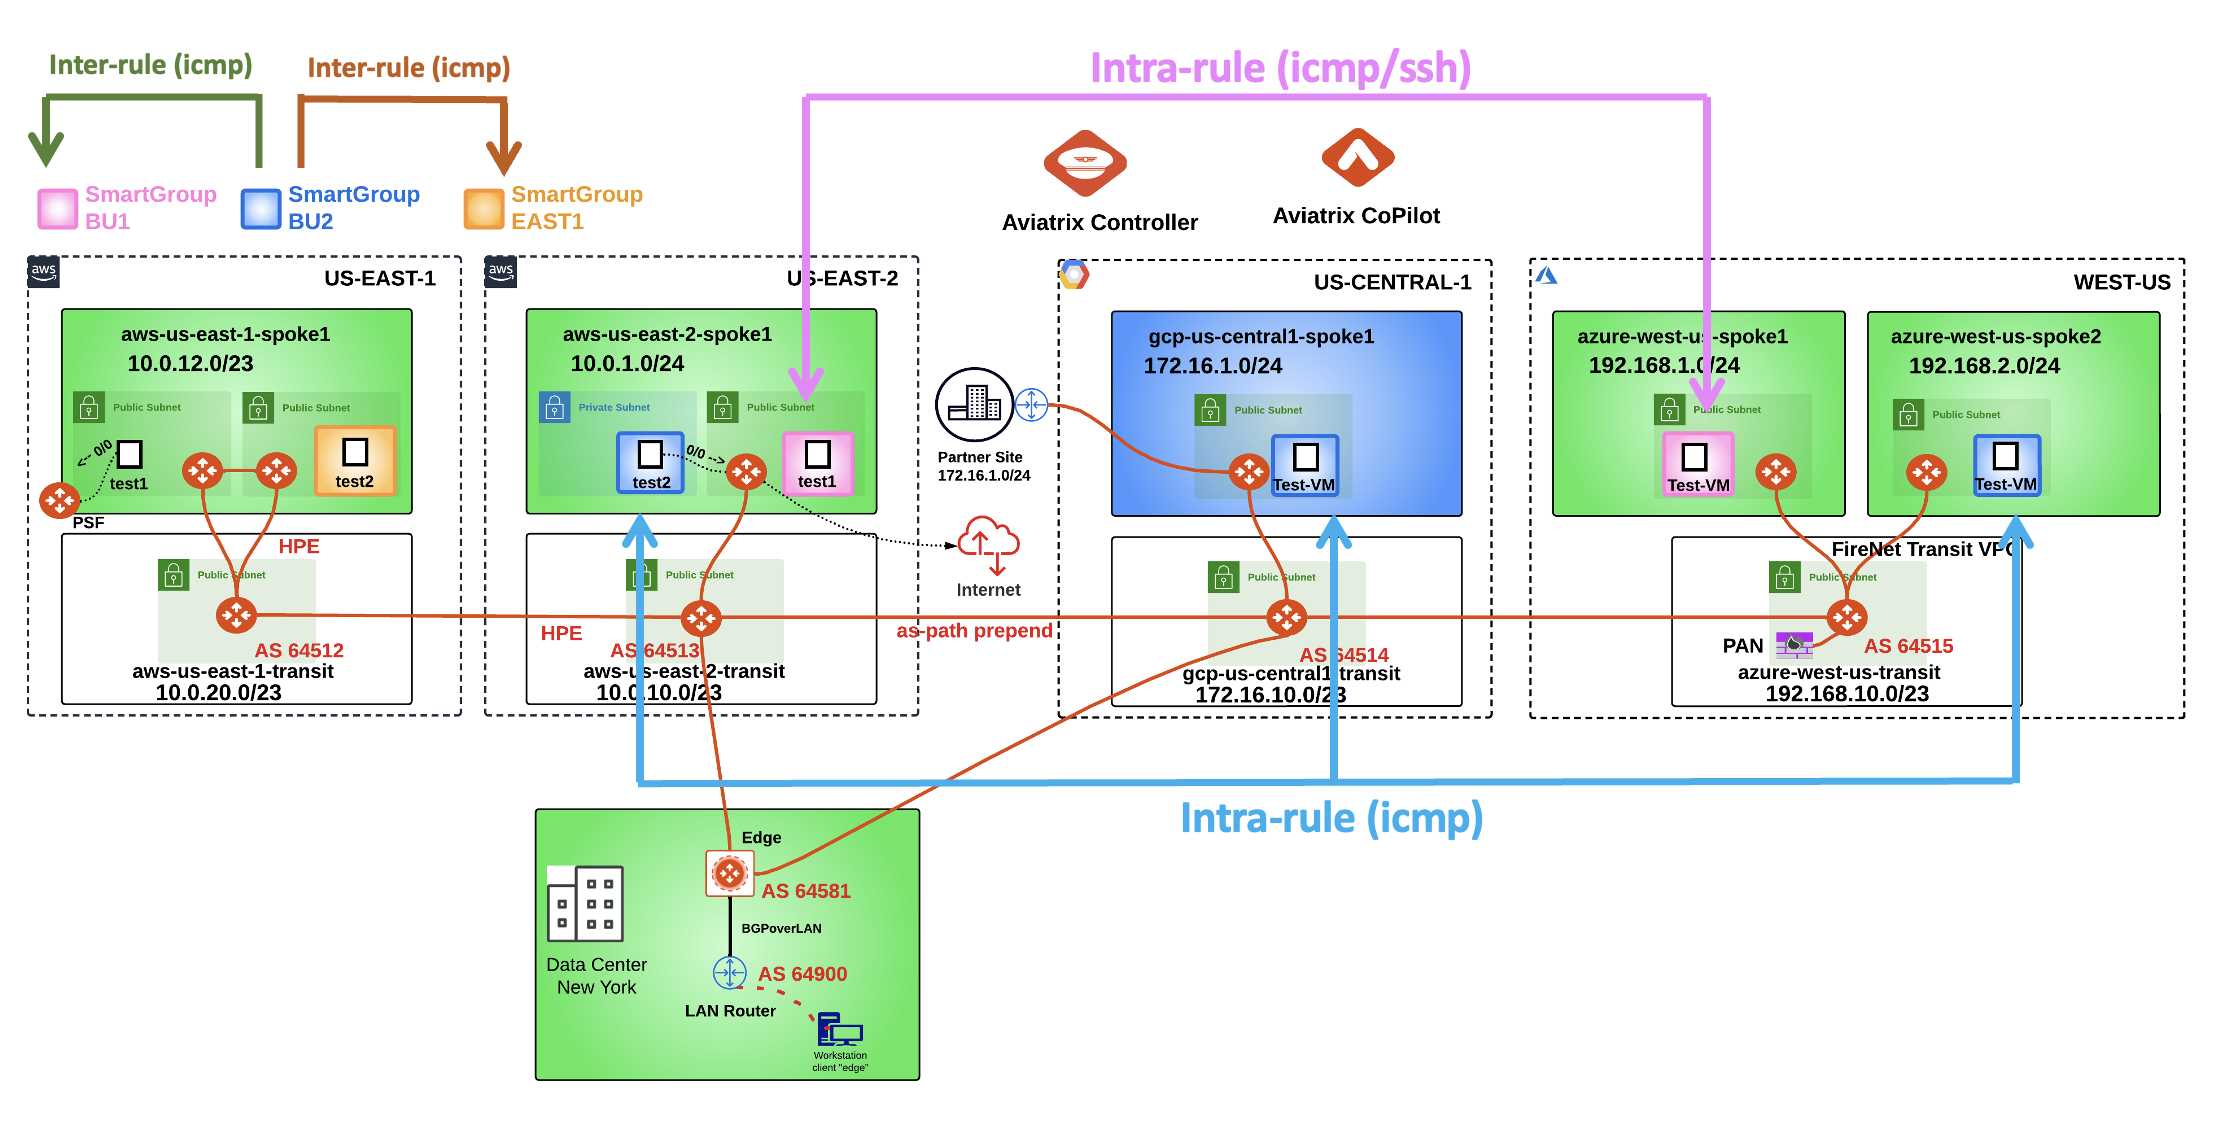 Inter-rule (icmp)
Inter-rule (icmp)
Intra-rule (icmp/ssh)
SmartGroup
BU1
SmartGroup
BU2
SmartGroup
EAST1
Aviatrix Controller
Aviatrix CoPilot
aws
US-EAST-1
aws-us-east-1-spoke1
10.0.12.0/23
Public Subnet
Public Subnet
<-- 0/0
test1
test2
PSF
HPE
Public Subnet
AS 64512
aws-us-east-1-transit
10.0.20.0/23
aws
US-EAST-2
aws-us-east-2-spoke1
10.0.1.0/24
Private Subnet
Public Subnet
0/0 -->
test2
test1
HPE
Public Subnet
AS 64513
aws-us-east-2-transit
10.0.10.0/23
Partner Site
172.16.1.0/24
Internet
as-path prepend
US-CENTRAL-1
gcp-us-central1-spoke1
172.16.1.0/24
Public Subnet
Test-VM
Public Subnet
AS 64514
gcp-us-central1-transit
172.16.10.0/23
WEST-US
azure-west-us-spoke1
192.168.1.0/24
Public Subnet
Test-VM
azure-west-us-spoke2
192.168.2.0/24
Public Subnet
Test-VM
FireNet Transit VPC
Public Subnet
PAN
AS 64515
azure-west-us-transit
192.168.10.0/23
Intra-rule (icmp)
Edge
AS 64581
BGPoverLAN
Data Center
New York
AS 64900
LAN Router
Workstation
client "edge"